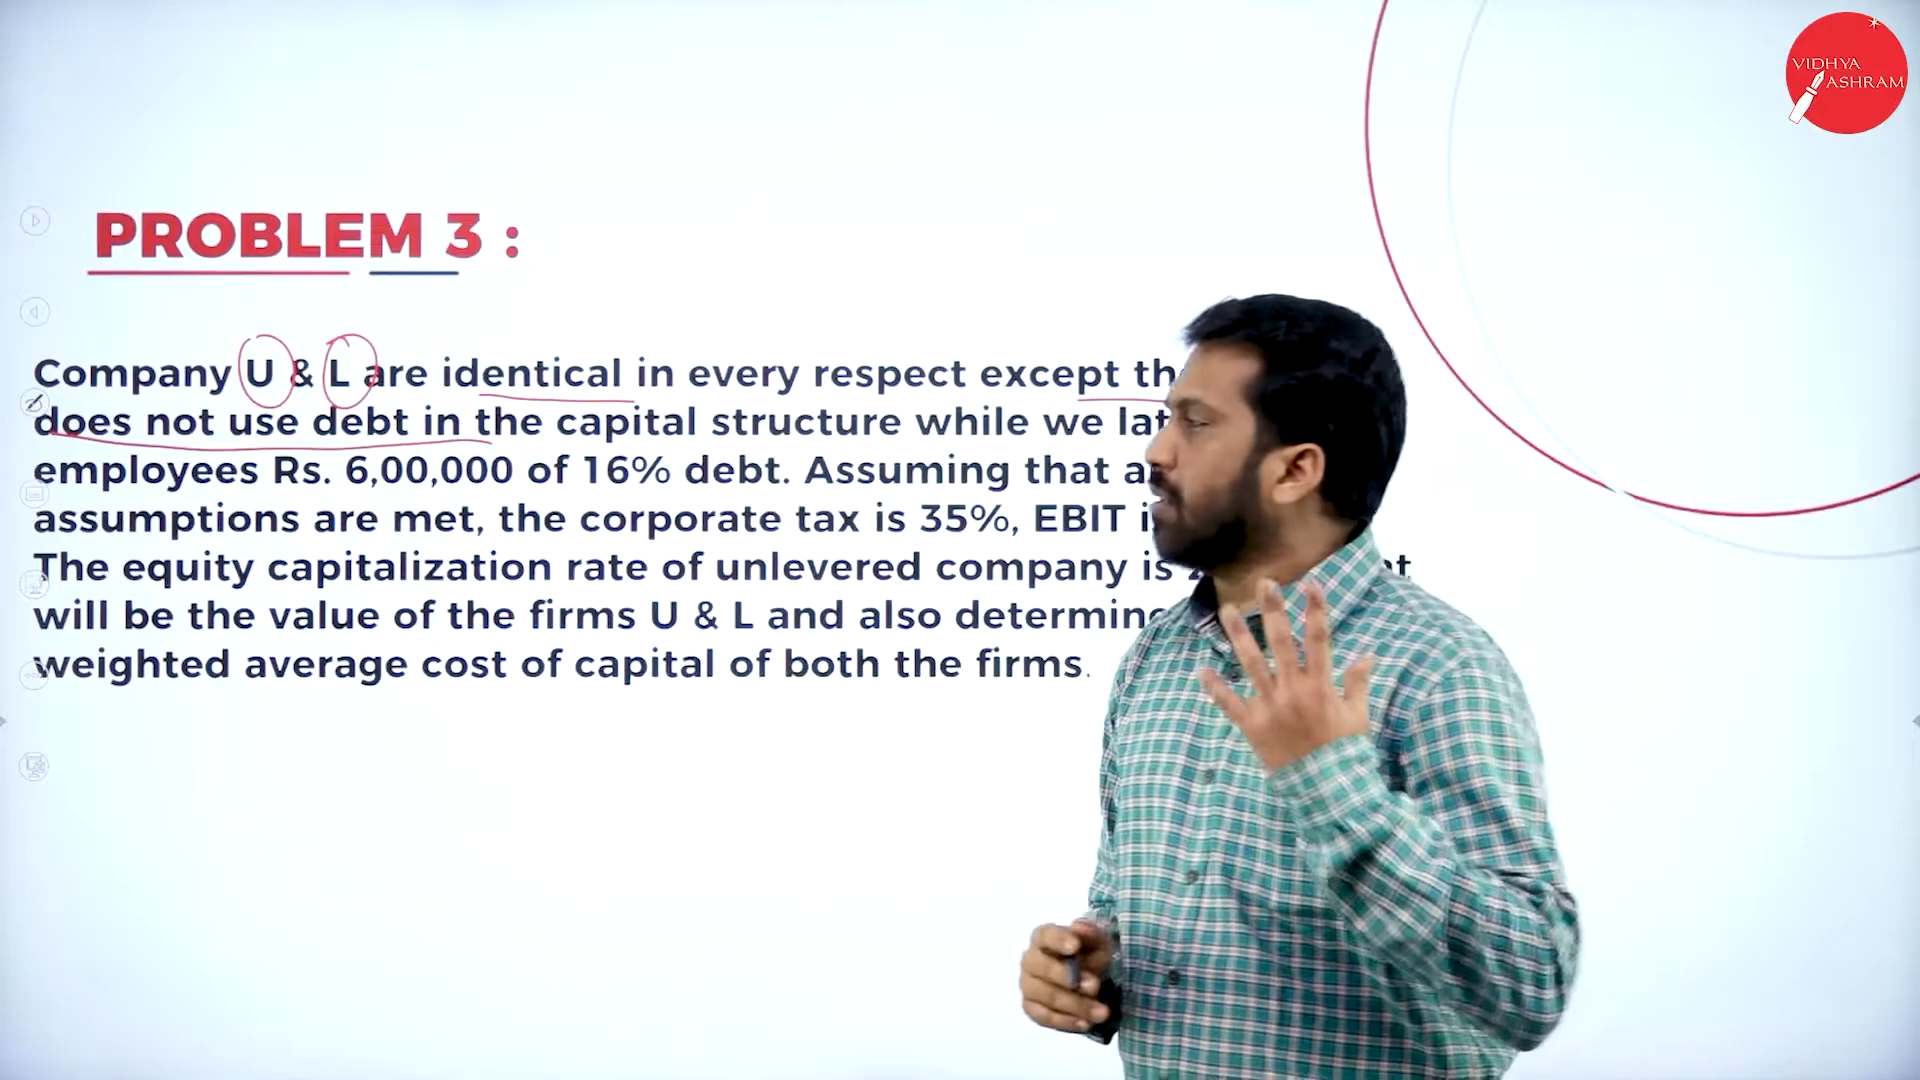 VIDHYA
ASHRAM
PROBLEM 3 :
Company U & L are identical in every respect except
does not use debt in the capital structure while we
employees Rs. 6,00,000 of 16% debt. Assuming that
assumptions are met, the corporate tax is 35%, EBIT
The equity capitalization rate of unlevered company is
will be the value of the firms U & L and also
weighted average cost of capital of both the firms.